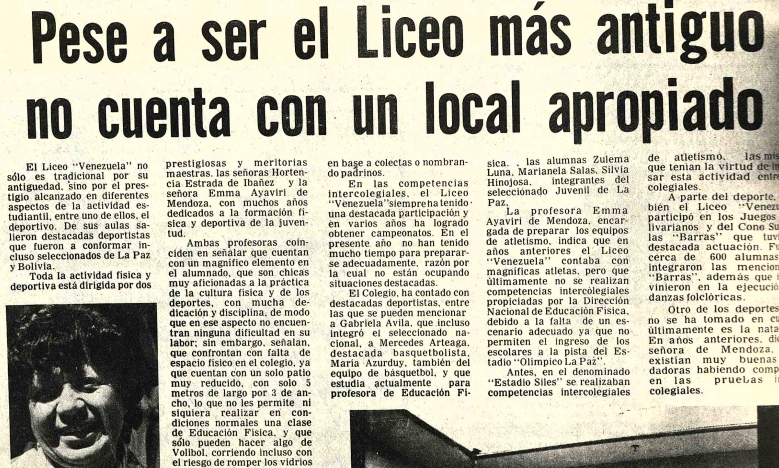 Pese a ser el Liceo más antiguo
no cuenta con un local apropiado
El Liceo "Venezuela" no
sólo es tradicional por su
antiguedad, sino por el pres-
tigio alcanzado en diferentes
aspectos de la actividad es-
tudiantil, entre uno de ellos, el
deportivo. De sus aulas sa-
lieron destacadas deportistas
que fueron a conformar in-
cluso seleccionados de La Paz
y Bolivia.
Toda la actividad física y
deportiva está dirigida por dos
prestigiosas y meritorias
maestras, las señoras Horten-
cia Estrada de Ibañez y la
señora Emma Ayaviri de
Mendoza, con muchos años
dedicados a la formación fí-
sica y deportiva de la juven-
tud.
Ambas profesoras coin-
ciden en señalar que cuentan
con un magnífico elemento en
el alumnado, que son chicas
muy aficionadas a la práctica
de la cultura física y de los
deportes, con mucha de-
dicación y disciplina, de modo
que en ese aspecto no encuen-
tran ninguna dificultad en su
labor; sin embargo, señalan,
que confrontan con falta de
espacio físico en el colegio, ya
que cuentan con un solo patio
muy reducido, con solo 5
metros de largo por 3 de an-
cho, lo que no les permite ni
siquiera realizar en con-
diciones normales una clase
de Educación Física, y que
sólo pueden hacer algo de
Volibol, corriendo incluso con
el riesgo de romper los vidrios
en base a colectas o nombran-
do padrinos.
En las competencias
intercolegiales, el Liceo
"Venezuela" siempre ha tenido
una destacada participación y
en varios años ha logrado
obtener campeonatos. En el
presente año no han tenido
mucho tiempo para preparar-
se adecuadamente, razón por
la cual no están ocupando
situaciones destacadas.
El Colegio, ha contado con
destacadas deportistas, entre
las que se pueden mencionar
a Gabriela Avila, que incluso
integró el seleccionado na-
cional, a Mercedes Arteaga,
destacada basquetbolista,
María Azurduy, también del
equipo de básquetbol, y que
estudia actualmente para
profesora de Educación Fí-
sica. , las alumnas Zulema
Luna, Marianela Salas, Silvia
Hinojosa, integrantes del
seleccionado Juvenil de La
Paz.
La profesora Emma
Ayaviri de Mendoza, encar-
gada de preparar los equipos
de atletismo, indica que en
años anteriores el Liceo
"Venezuela" contaba con
magníficas atletas, pero que
últimamente no se realizan
competencias intercolegiales
propiciadas por la Dirección
Nacional de Educación Física,
debido a la falta de un es-
cenario adecuado ya que no
permiten el ingreso de los
escolares a la pista del Es-
tadio "Olímpico La Paz".
Antes, en el denominado
"Estadio Siles" se realizaban
competencias intercolegiales
de atletismo, las
que tenían la virtud de
sar esta actividad
colegiales.
A parte del deporte,
bién el Liceo
participó en los Juegos
livarianos y del Cono
las "Barras" que
destacada actuación.
cerca de 600
integraron las
"Barras", además que
vinieron en la
danzas folclóricas.
Otro de los deportes
no se ha tomado en
últimamente es la
En años anteriores,
señora de Mendoza,
existían muy buenas
dadoras habiendo
en las pruebas
colegiales.